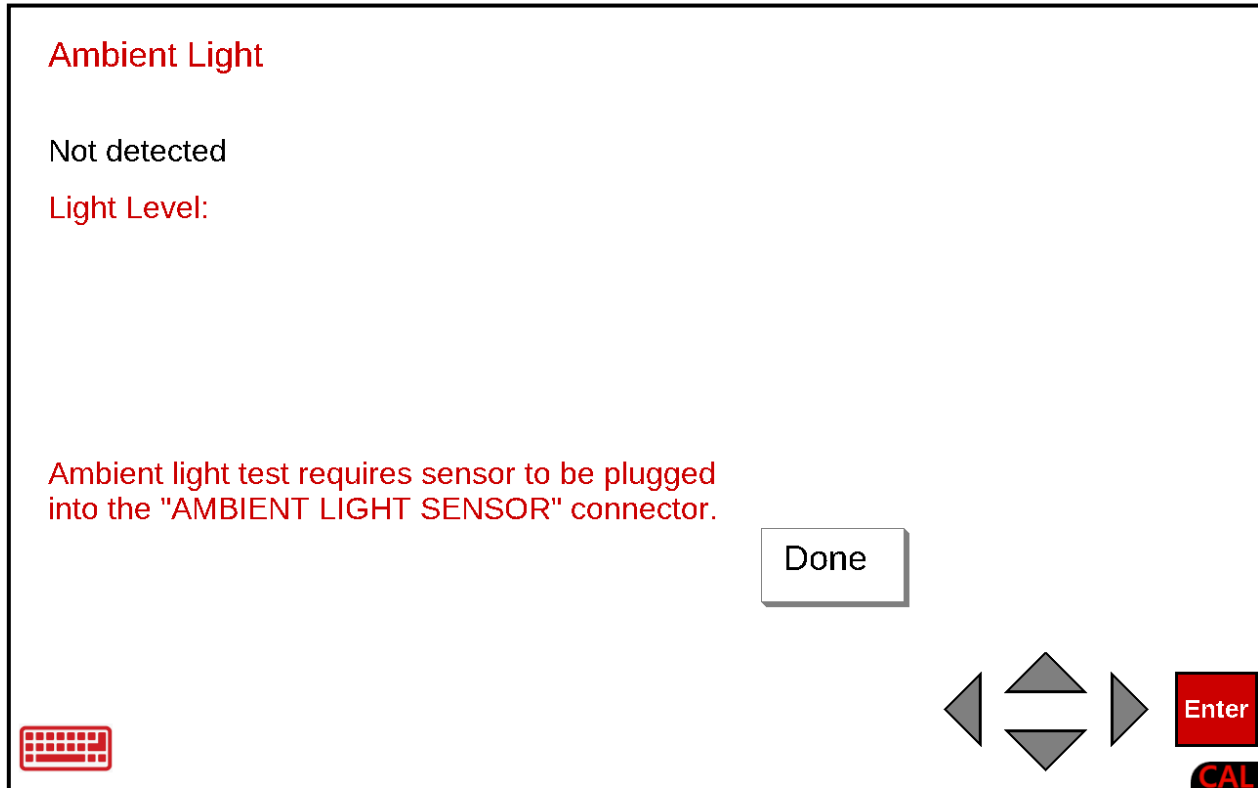 Ambient Light
Not detected
Light Level:
Ambient light test requires sensor to be plugged
into the "AMBIENT LIGHT SENSOR" connector.
Done
Enter
CAL